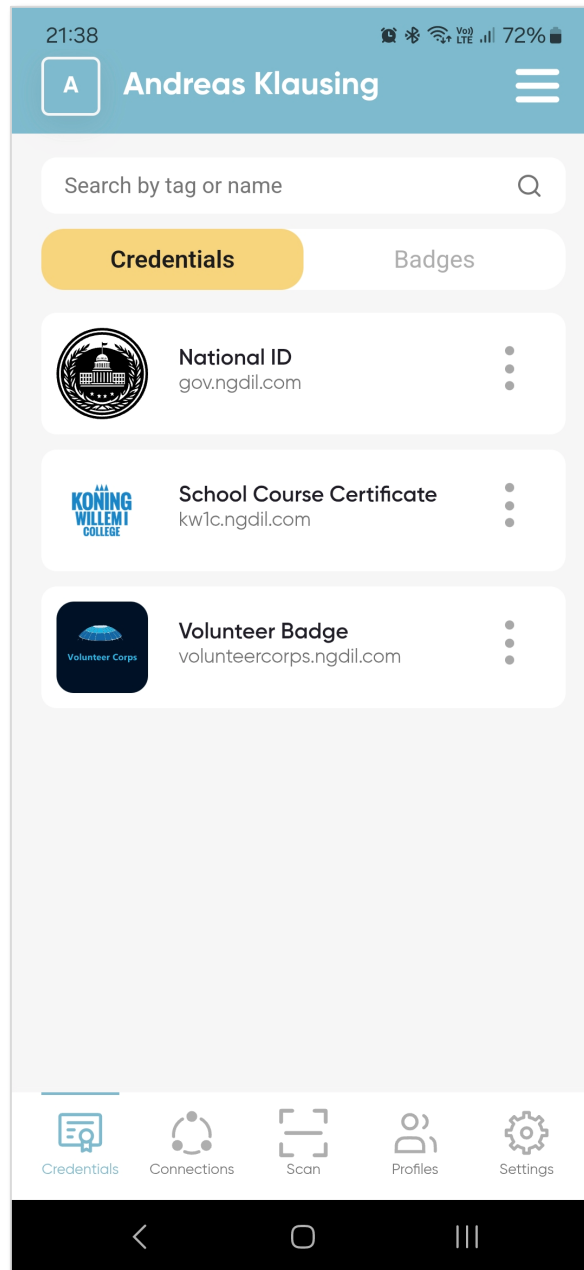 21:38
Vo))
LTE
72%
A
Andreas Klausing
Search by tag or name
Credentials
Badges
National ID
gov.ngdil.com
KONING
WILLEM I
COLLEGE
School Course Certificate
kw1c.ngdil.com
Volunteer Corps
Volunteer Badge
volunteercorps.ngdil.com
Credentials
Connections
Scan
Profiles
Settings